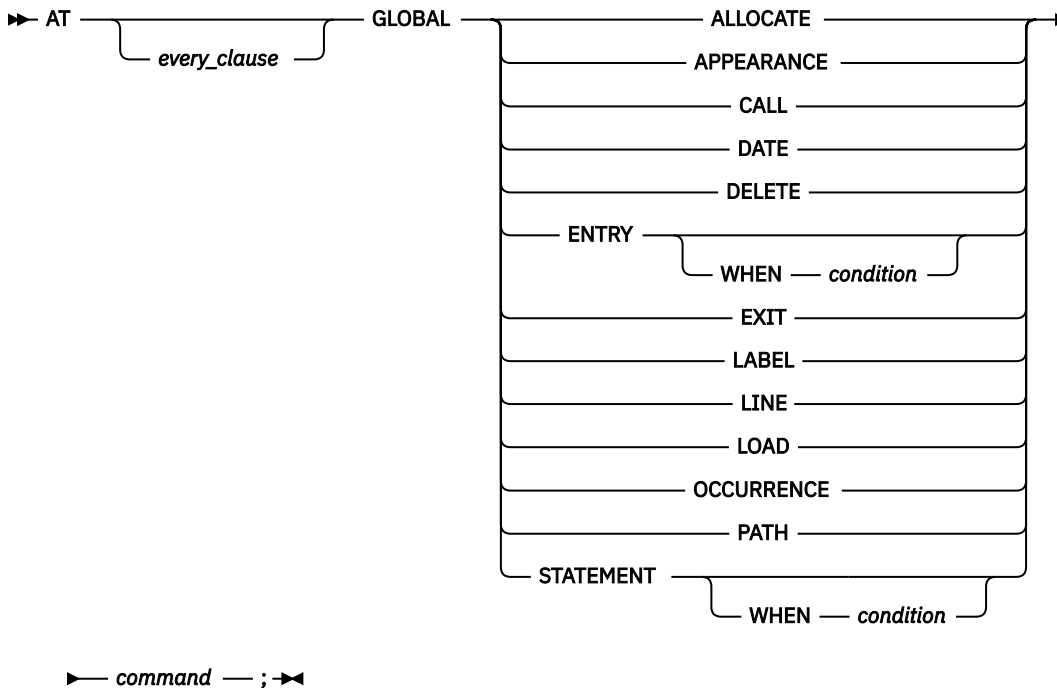 AT GLOBAL ALLOCATE
every_clause APPEARANCE
CALL
DATE
DELETE
ENTRY
WHEN condition
EXIT
LABEL
LINE
LOAD
OCCURRENCE
PATH
STATEMENT
WHEN condition
command ;